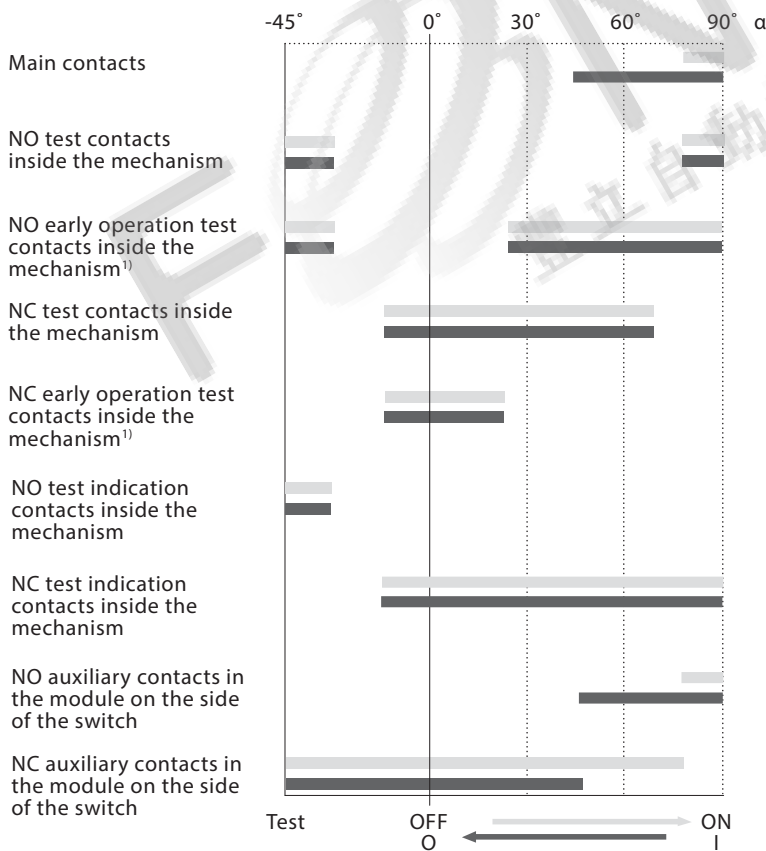 -45˚ 0˚ 30˚ 60˚ 90˚ α
Main contacts
NO test contacts
inside the mechanism
NO early operation test
contacts inside the
mechanism¹⁾
NC test contacts inside
the mechanism
NC early operation test
contacts inside the
mechanism¹⁾
NO test indication
contacts inside the
mechanism
NC test indication
contacts inside the
mechanism
NO auxiliary contacts in
the module on the side
of the switch
NC auxiliary contacts in
the module on the side
of the switch
Test OFF ON
O I
豐立自動